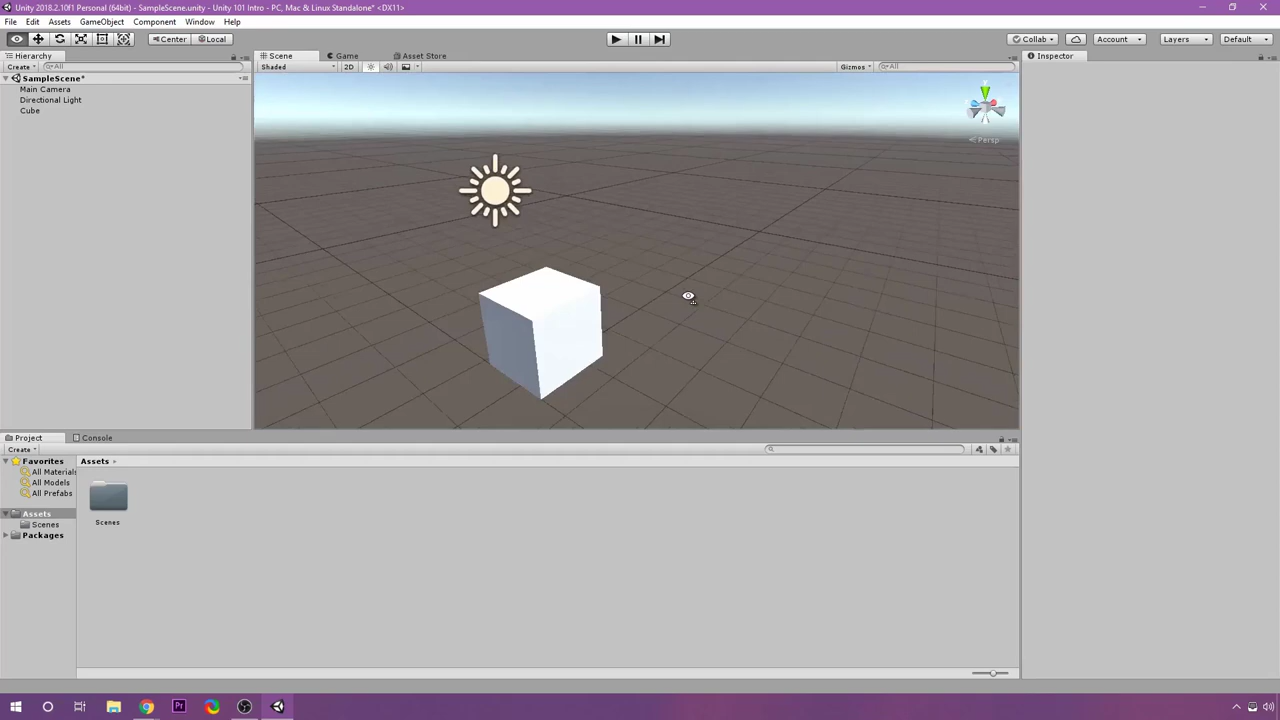 Unity 2018.2.10f1 Personal (64bit) - SampleScene.unity - Unity 101 Intro - PC, Mac & Linux Standalone* <DX11>
File Edit Assets GameObject Component Window Help
Center Local Collab Account Layers Default
Hierarchy Scene Game Asset Store Inspector
Create All Shaded 2D Gizmos All
SampleScene*
Main Camera
Directional Light
Cube
y
Persp
Project Console
Create
Favorites Assets
All Materials
All Models
All Prefabs
Assets
Scenes
Scenes
Packages